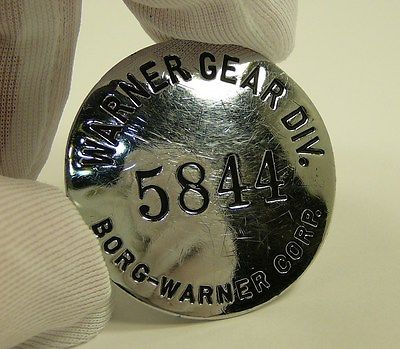 WARNER GEAR DIV.
5844
BORG-WARNER CORP.